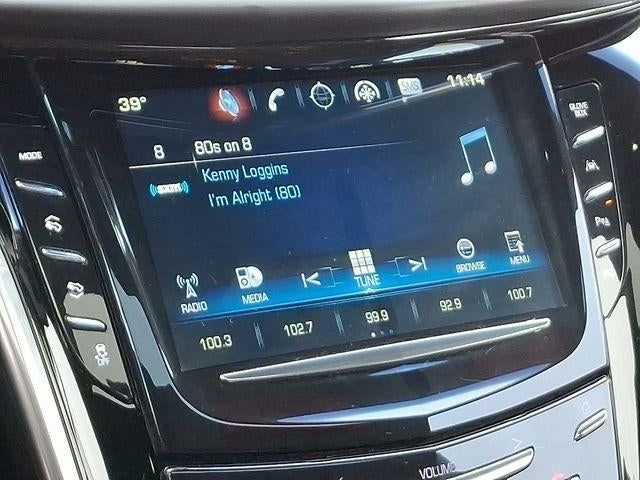 39°
SMS
11:14
8 80s on 8
((SXM))
Kenny Loggins
I'm Alright (80)
RADIO
MEDIA
TUNE
BROWSE
MENU
100.3 102.7 99.9 92.9 100.7
MODE
OFF
GLOVE
BOX
VOLUME